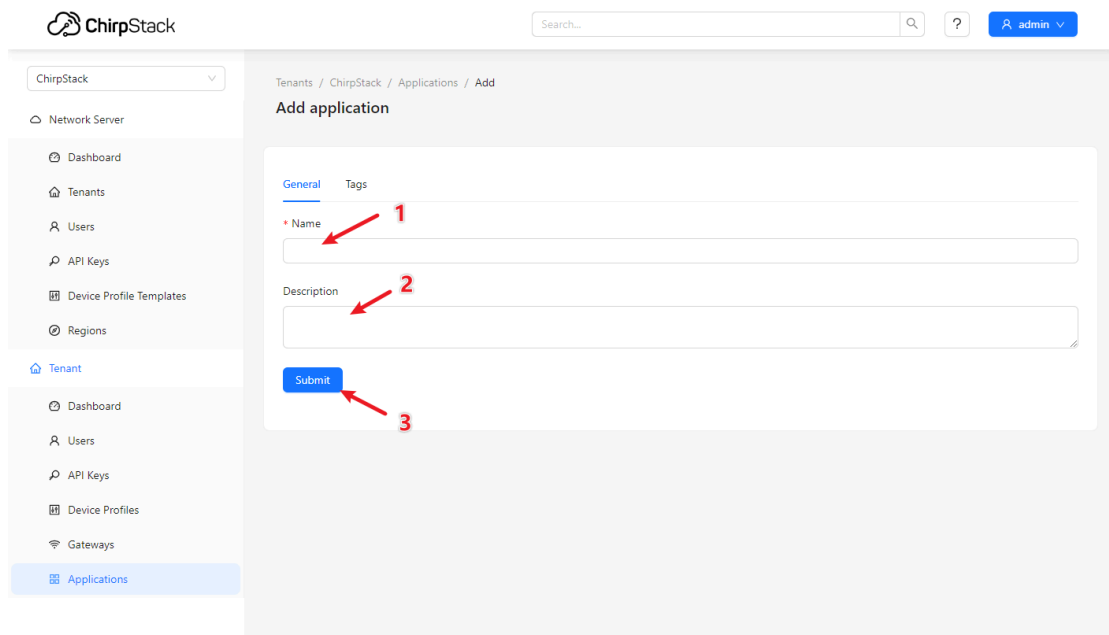 ChirpStack
Search...
?
admin
ChirpStack
Network Server
Dashboard
Tenants
Users
API Keys
Device Profile Templates
Regions
Tenant
Dashboard
Users
API Keys
Device Profiles
Gateways
Applications
Tenants / ChirpStack / Applications / Add
Add application
General Tags
* Name
1
Description
2
Submit
3